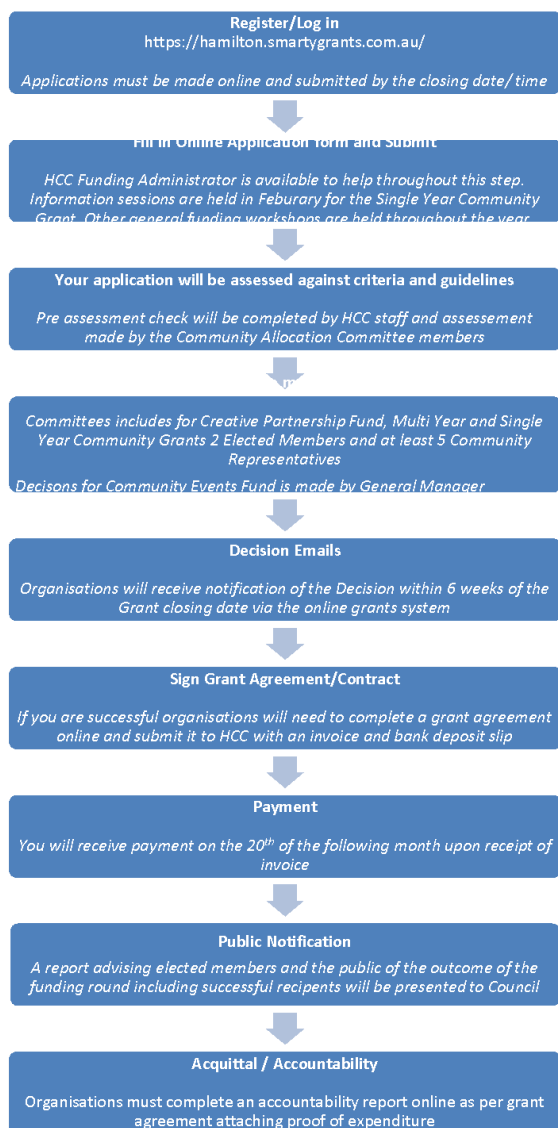 Register/Log in
https://hamilton.smartygrants.com.au/
Applications must be made online and submitted by the closing date/ time
Fill in Online Application form and Submit
HCC Funding Administrator is available to help throughout this step.
Information sessions are held in Feburary for the Single Year Community
Grant. Other general funding workshops are held throughout the year
Your application will be assessed against criteria and guidelines
Pre assessment check will be completed by HCC staff and assessement
made by the Community Allocation Committee members
Committees includes for Creative Partnership Fund, Multi Year and Single
Year Community Grants 2 Elected Members and at least 5 Community
Representatives
Decisons for Community Events Fund is made by General Manager
Decision Emails
Organisations will receive notification of the Decision within 6 weeks of the
Grant closing date via the online grants system
Sign Grant Agreement/Contract
If you are successful organisations will need to complete a grant agreement
online and submit it to HCC with an invoice and bank deposit slip
Payment
You will receive payment on the 20th of the following month upon receipt of
invoice
Public Notification
A report advising elected members and the public of the outcome of the
funding round including successful recipents will be presented to Council
Acquittal / Accountability
Organisations must complete an accountability report online as per grant
agreement attaching proof of expenditure